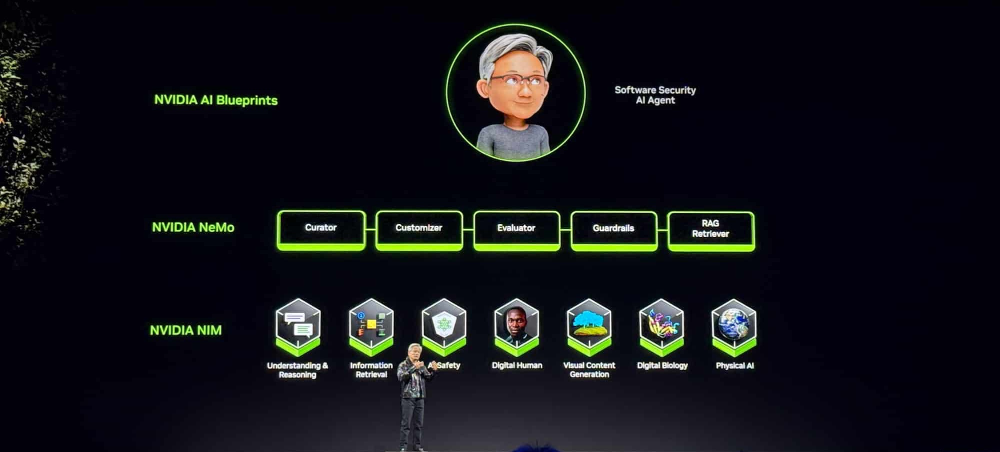 NVIDIA AI Blueprints
Software Security
AI Agent
NVIDIA NeMo
Curator
Customizer
Evaluator
Guardrails
RAG
Retriever
NVIDIA NIM
Understanding &
Reasoning
Information
Retrieval
AI Safety
Digital Human
Visual Content
Generation
Digital Biology
Physical AI